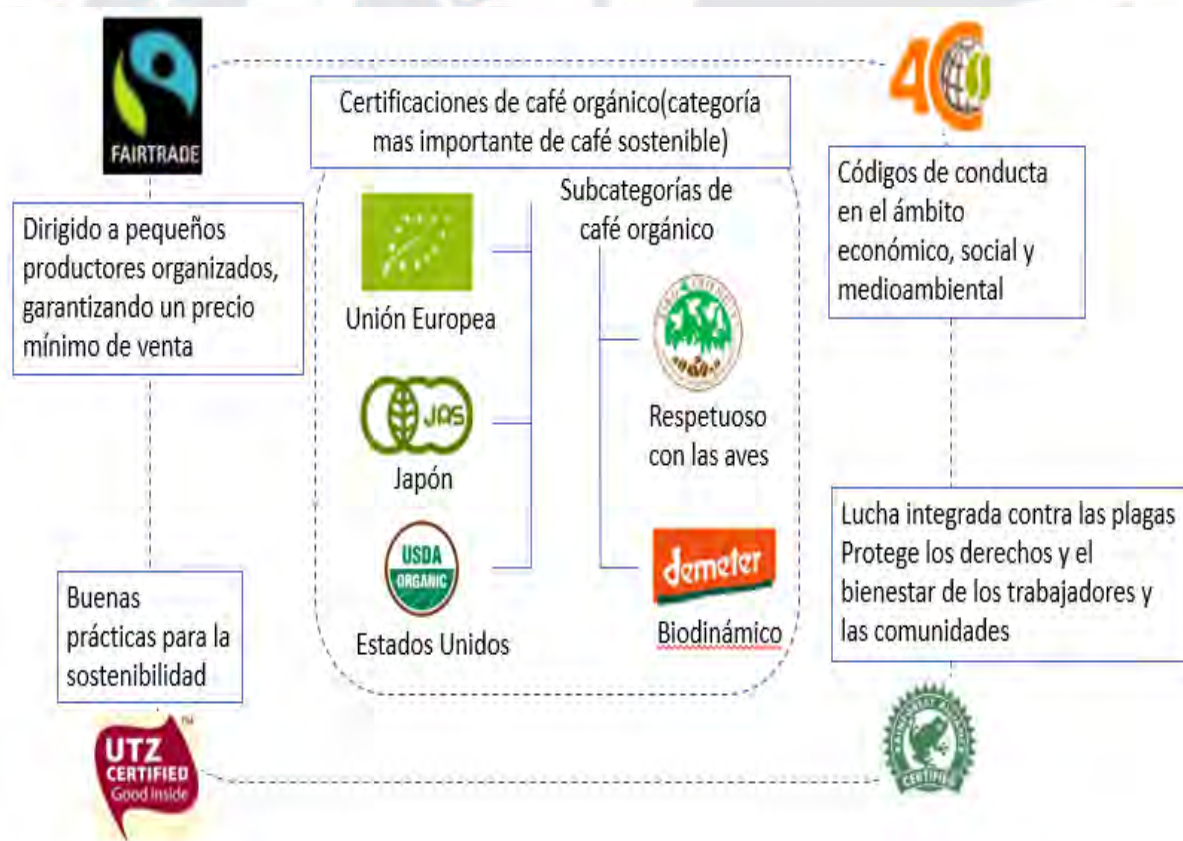 FAIRTRADE
Dirigido a pequeños
productores organizados,
garantizando un precio
mínimo de venta
Buenas
prácticas para la
sostenibilidad
UTZ
CERTIFIED
Good inside
TM
Certificaciones de café orgánico(categoría
mas importante de café sostenible)
Unión Europea
JAS
Japón
USDA
ORGANIC
Estados Unidos
Subcategorías de
café orgánico
Respetuoso
con las aves
demeter
Biodinámico
4C
Códigos de conducta
en el ámbito
económico, social y
medioambiental
Lucha integrada contra las plagas
Protege los derechos y el
bienestar de los trabajadores y
las comunidades
CERTIFIED